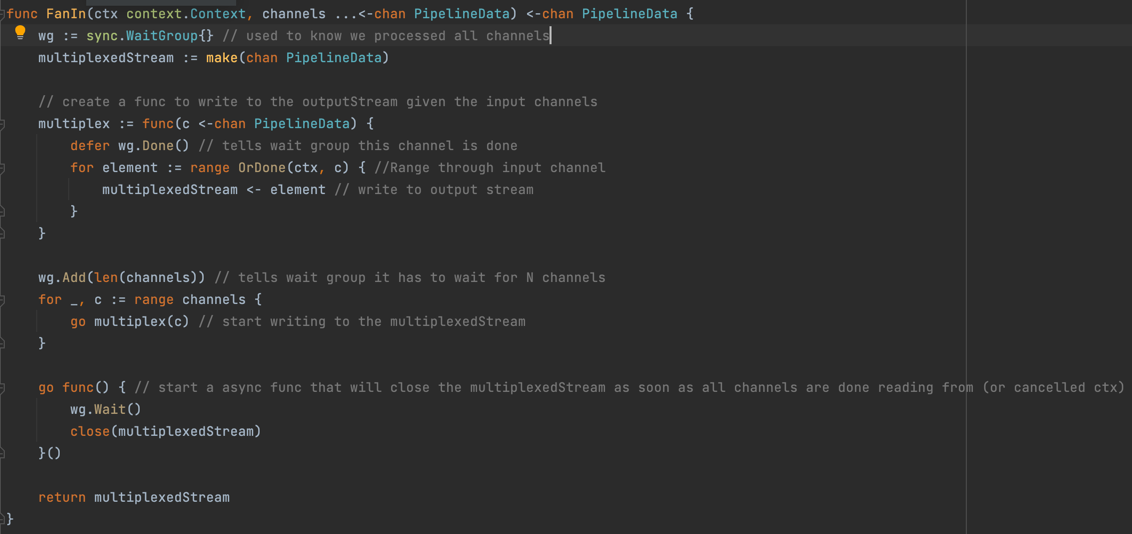 func FanIn(ctx context.Context, channels ...<-chan PipelineData) <-chan PipelineData {
    wg := sync.WaitGroup{} // used to know we processed all channels
    multiplexedStream := make(chan PipelineData)

    // create a func to write to the outputStream given the input channels
    multiplex := func(c <-chan PipelineData) {
        defer wg.Done() // tells wait group this channel is done
        for element := range OrDone(ctx, c) { //Range through input channel
            multiplexedStream <- element // write to output stream
        }
    }

    wg.Add(len(channels)) // tells wait group it has to wait for N channels
    for _, c := range channels {
        go multiplex(c) // start writing to the multiplexedStream
    }

    go func() { // start a async func that will close the multiplexedStream as soon as all channels are done reading from (or cancelled ctx)
        wg.Wait()
        close(multiplexedStream)
    }()

    return multiplexedStream
}